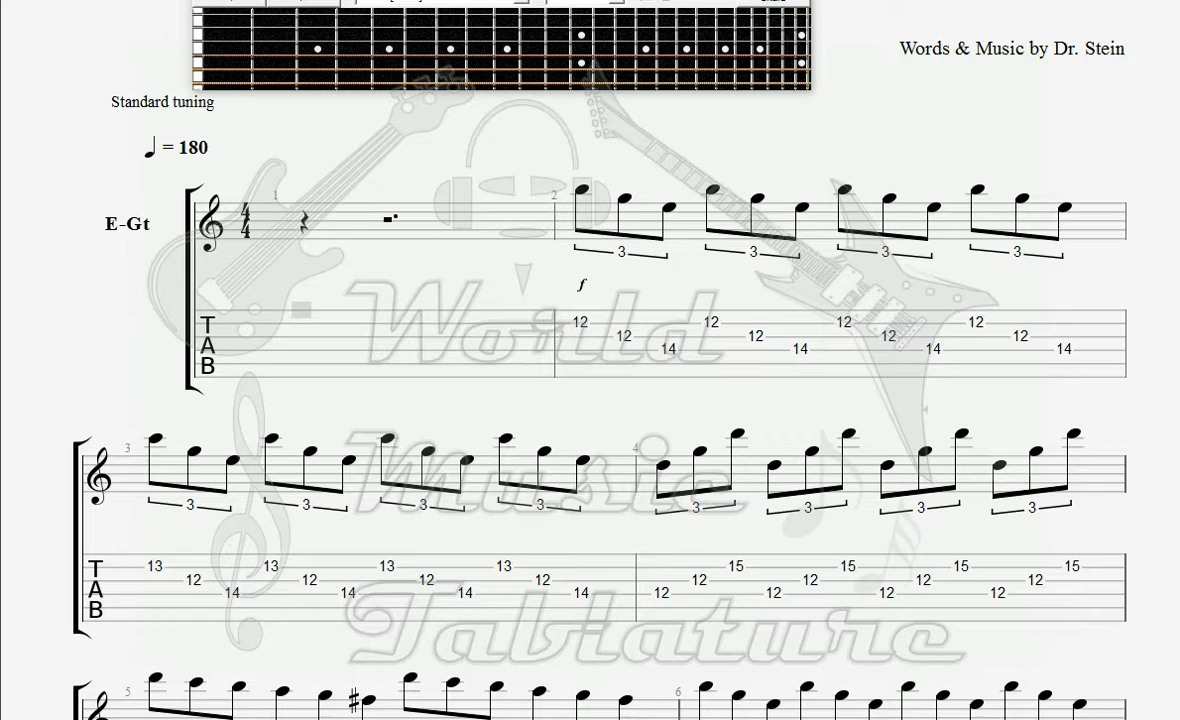 Words & Music by Dr. Stein
Standard tuning
= 180
E-Gt
4
4
1
2
3 3 3 3
f
World
T
A
B
12 12 12 12
12 12 12 12
14 14 14 14
3
4
Music
3 3 3 3 3 3 3 3
T
A
B
13 13 13 13 15 15 15 15
12 12 12 12 12 12 12 12
14 14 14 14 12 12 12 12
Tablature
5
6